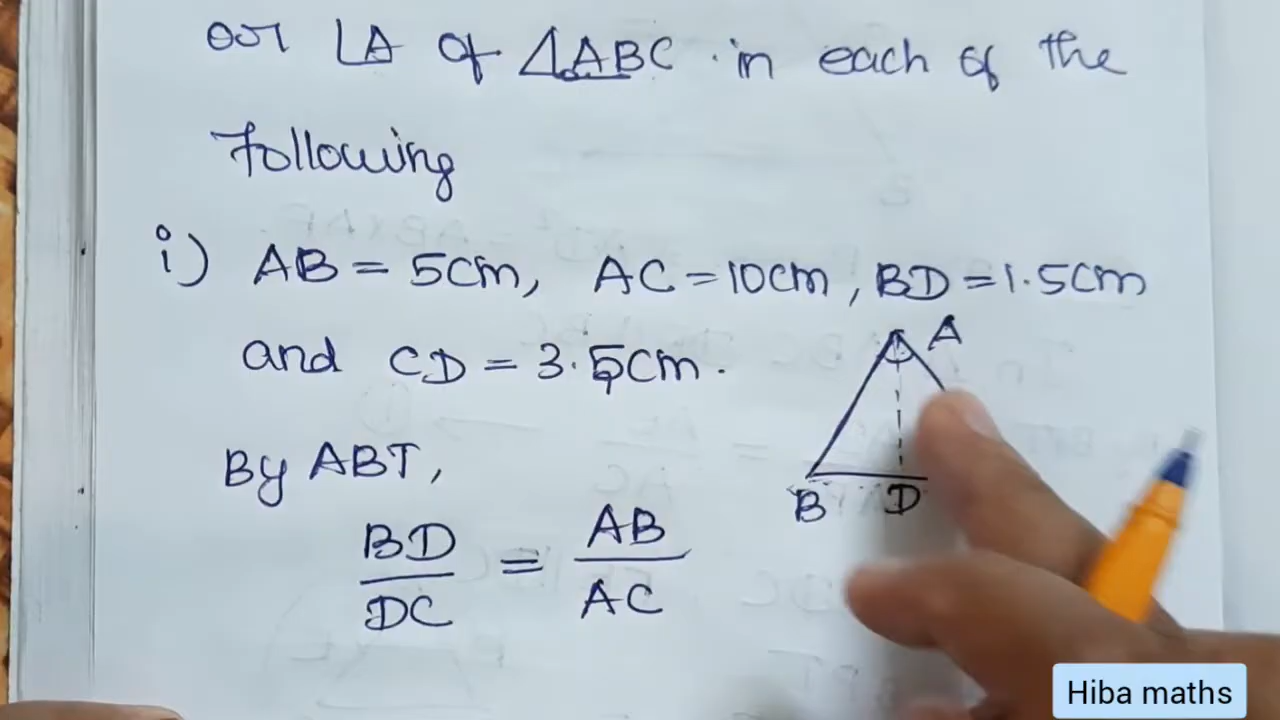 our ∠A of △ABC in each of the
following
i) AB = 5cm, AC = 10cm, BD = 1.5cm
and CD = 3.5cm.
By ABT,
BD/DC = AB/AC
A
B D
Hiba maths